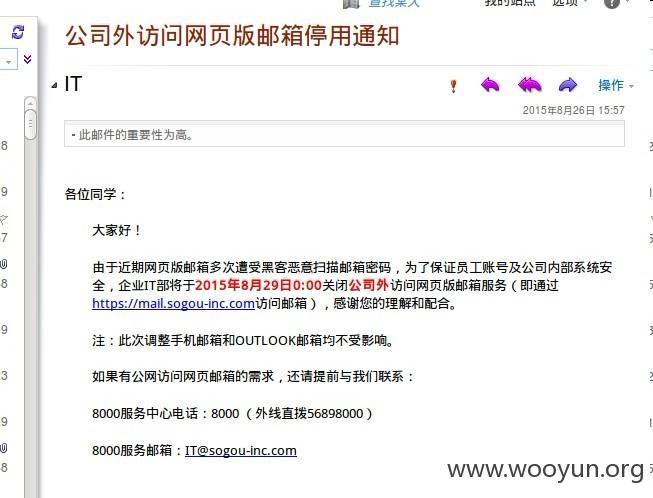 查找某人 我的站点 选项
公司外访问网页版邮箱停用通知
IT
操作
2015年8月26日 15:57
- 此邮件的重要性为高。
各位同学：
大家好！
由于近期网页版邮箱多次遭受黑客恶意扫描邮箱密码，为了保证员工账号及公司内部系统安
全，企业IT部将于2015年8月29日0:00关闭公司外访问网页版邮箱服务（即通过
https://mail.sogou-inc.com访问邮箱），感谢您的理解和配合。
注：此次调整手机邮箱和OUTLOOK邮箱均不受影响。
如果有公网访问网页邮箱的需求，还请提前与我们联系：
8000服务中心电话：8000 （外线直拨56898000 ）
8000服务邮箱：IT@sogou-inc.com
www.wooyun.org